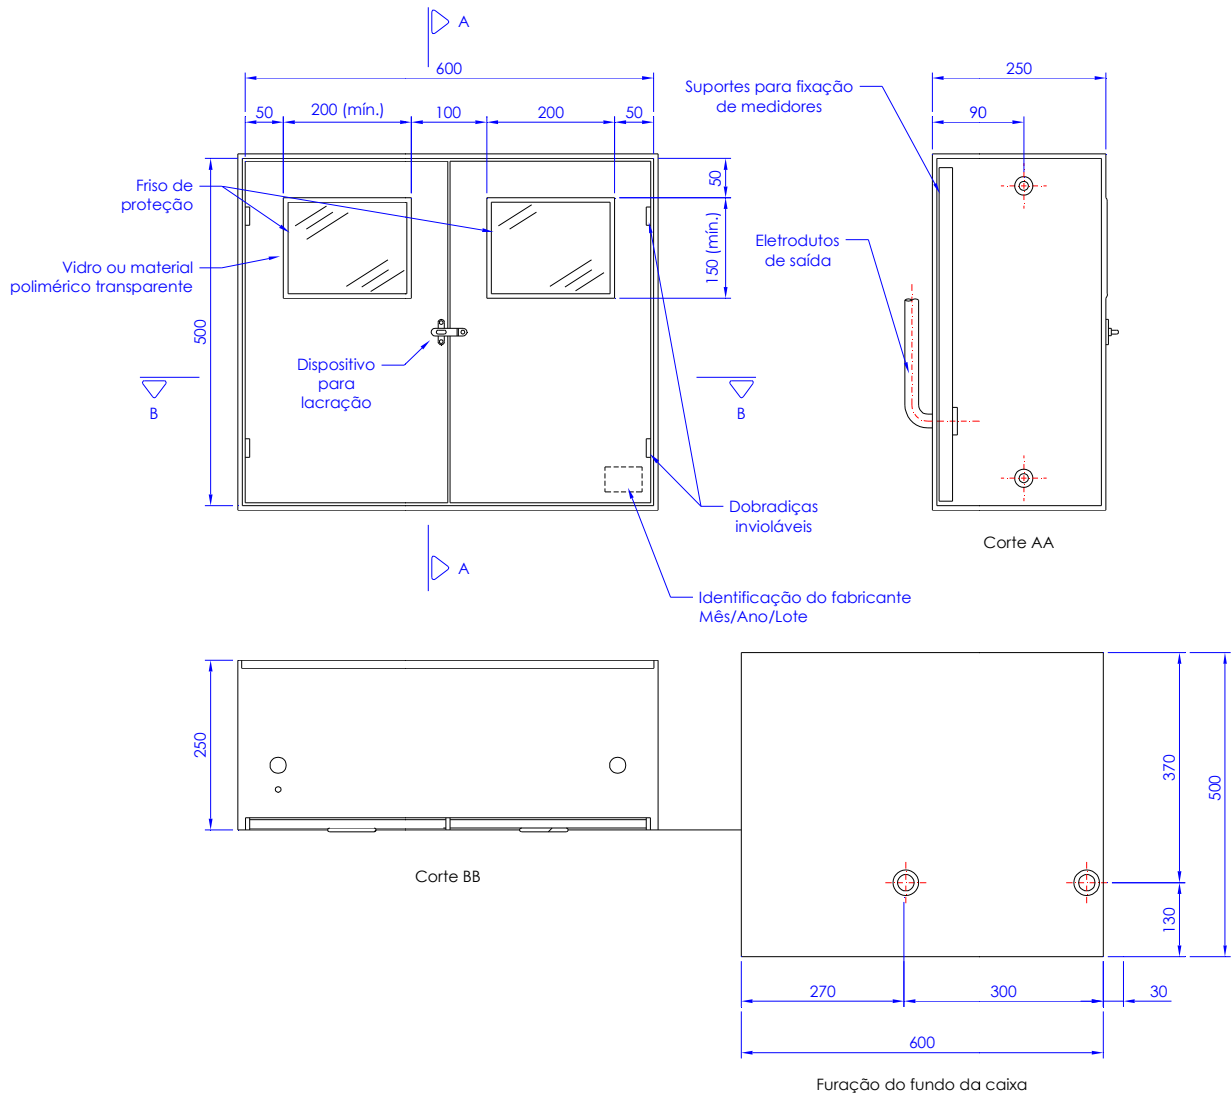 A
600
50
200 (mín.)
100
200
50
Suportes para fixação
de medidores
250
90
Friso de
proteção
50
Vidro ou material
polimérico transparente
150 (mín.)
Eletrodutos
de saída
500
Dispositivo
para
lacração
B
B
Dobradiças
invioláveis
Corte AA
A
Identificação do fabricante
Mês/Ano/Lote
250
370
500
Corte BB
130
270
300
30
600
Furação do fundo da caixa